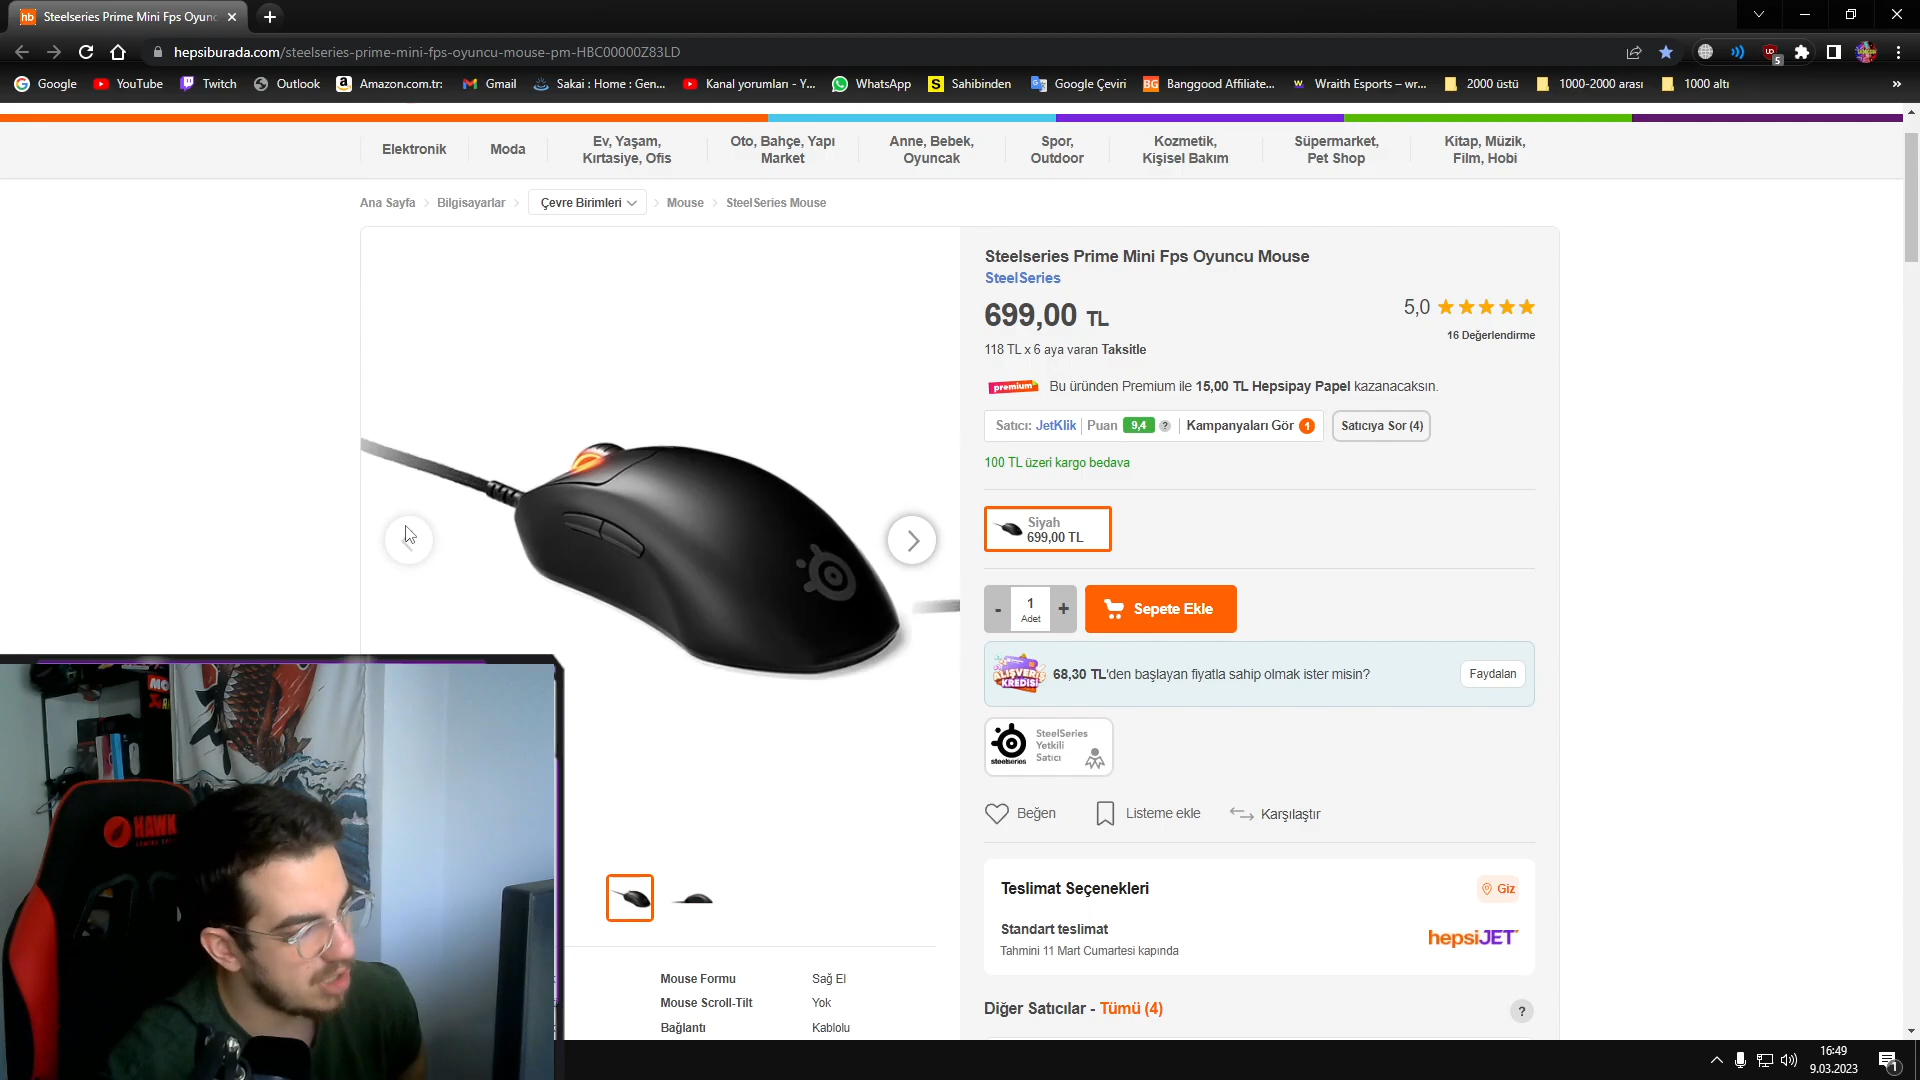 hb Steelseries Prime Mini Fps Oyunc
hepsiburada.com/steelseries-prime-mini-fps-oyuncu-mouse-pm-HBC00000Z83LD
5
Google YouTube Twitch Outlook Amazon.com.tr: Gmail Sakai : Home : Gen... Kanal yorumları - Y... WhatsApp S Sahibinden Google Çeviri BG Banggood Affiliate... Wraith Esports – wr... 2000 üstü 1000-2000 arası 1000 altı »
Elektronik
Moda
Ev, Yaşam,
Kırtasiye, Ofis
Oto, Bahçe, Yapı
Market
Anne, Bebek,
Oyuncak
Spor,
Outdoor
Kozmetik,
Kişisel Bakım
Süpermarket,
Pet Shop
Kitap, Müzik,
Film, Hobi
Ana Sayfa Bilgisayarlar Çevre Birimleri Mouse SteelSeries Mouse
Steelseries Prime Mini Fps Oyuncu Mouse
SteelSeries
699,00 TL
5,0
16 Değerlendirme
118 TL x 6 aya varan Taksitle
premium Bu üründen Premium ile 15,00 TL Hepsipay Papel kazanacaksın.
Satıcı: JetKlik Puan 9,4 ? Kampanyaları Gör 1
Satıcıya Sor (4)
100 TL üzeri kargo bedava
Siyah
699,00 TL
- 1 +
Adet
Sepete Ekle
ALIŞVERİŞ
KREDİSİ
68,30 TL'den başlayan fiyatla sahip olmak ister misin?
Faydalan
steelseries
SteelSeries
Yetkili
Satıcı
Beğen Listeme ekle Karşılaştır
Teslimat Seçenekleri
Giz
Standart teslimat
Tahmini 11 Mart Cumartesi kapında
hepsiJET
Mouse Formu Sağ El
Mouse Scroll-Tilt Yok
Bağlantı Kablolu
Diğer Satıcılar - Tümü (4)
?
HAWK
16:49
9.03.2023
1